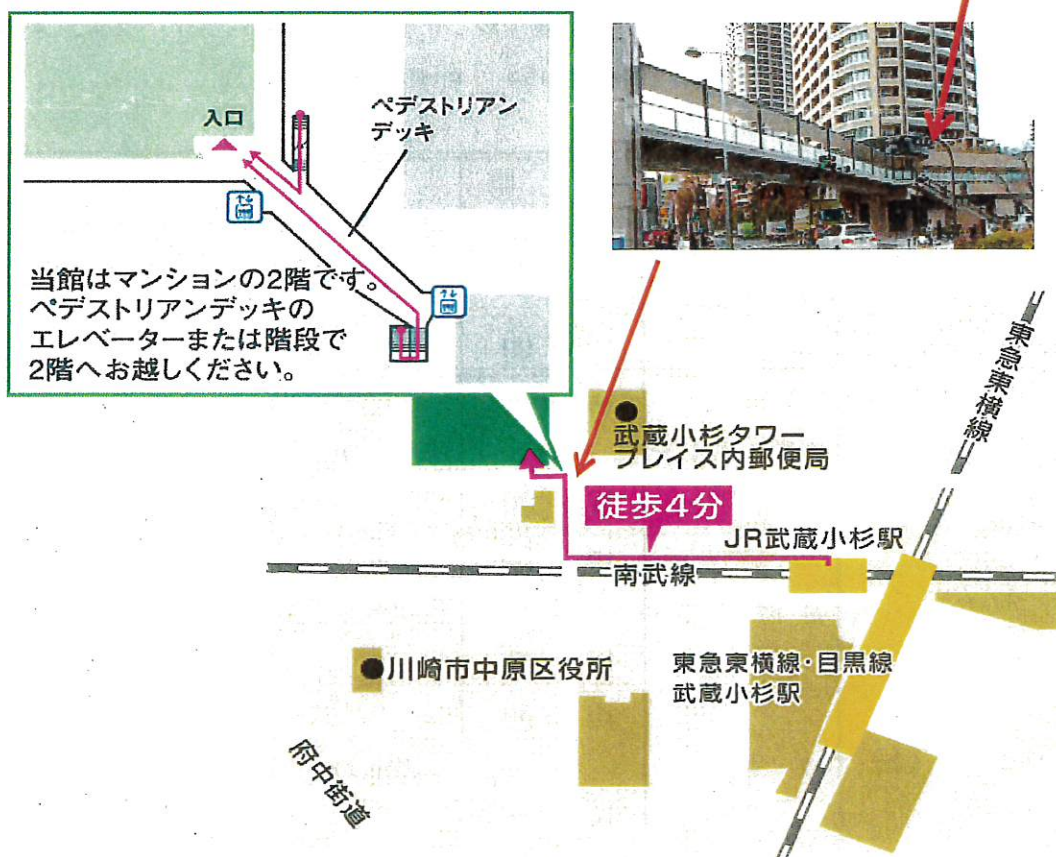 ペデストリアン
デッキ
入口
当館はマンションの2階です。
ペデストリアンデッキの
エレベーターまたは階段で
2階へお越しください。
東急東横線
武蔵小杉タワー
プレイス内郵便局
徒歩4分
JR武蔵小杉駅
南武線
川崎市中原区役所
東急東横線・目黒線
武蔵小杉駅
府中街道